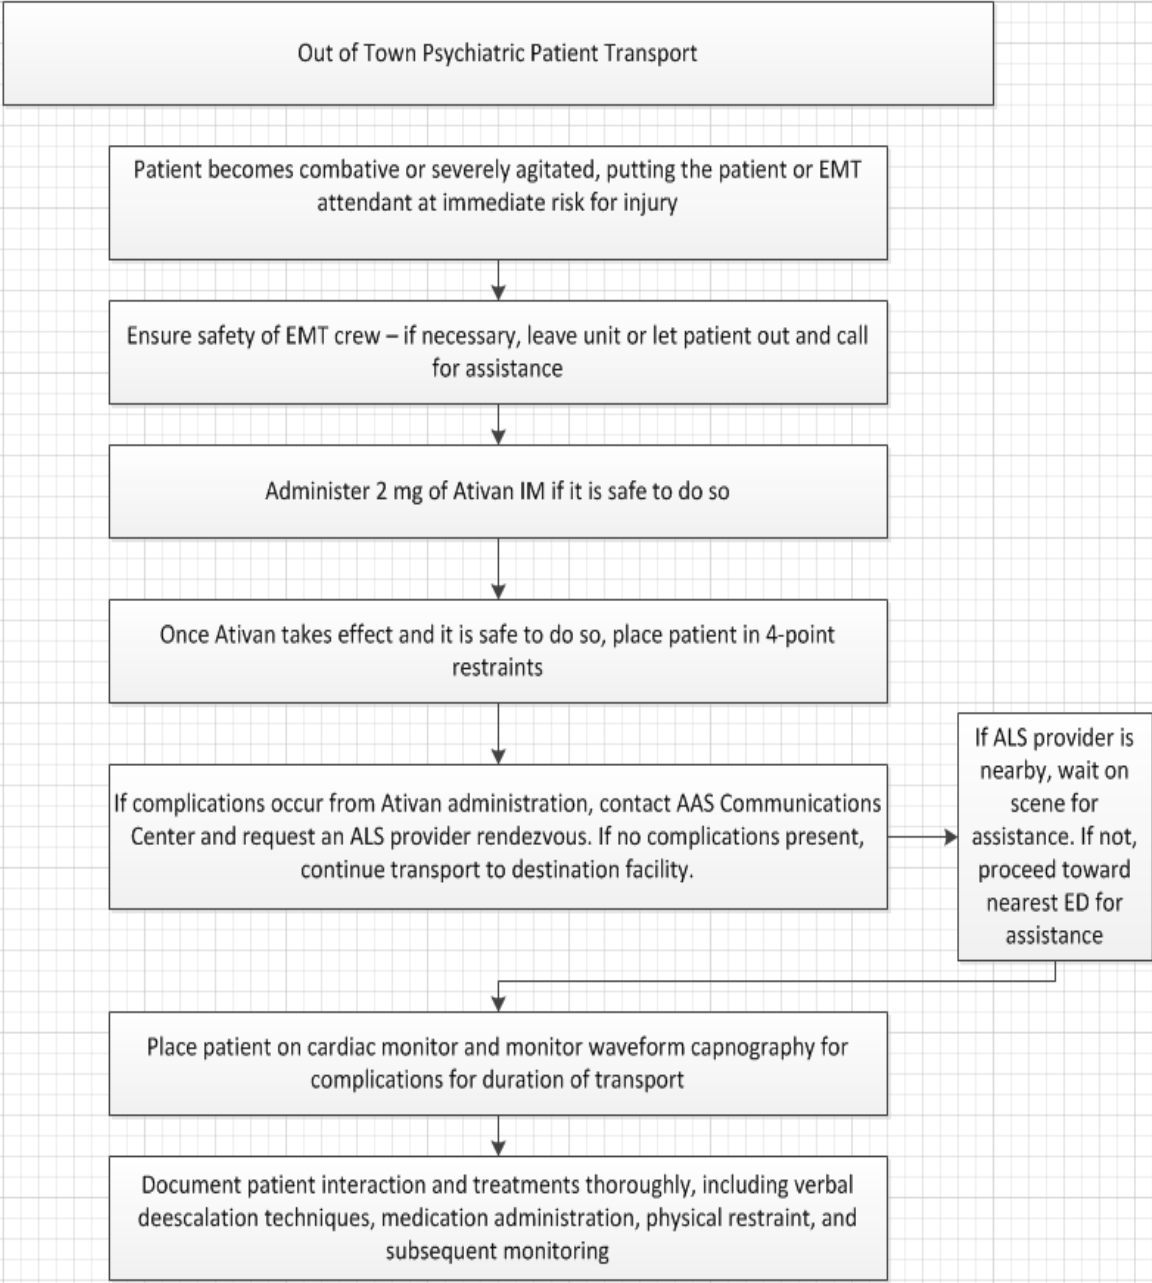 Out of Town Psychiatric Patient Transport
Patient becomes combative or severely agitated, putting the patient or EMT
attendant at immediate risk for injury
Ensure safety of EMT crew – if necessary, leave unit or let patient out and call
for assistance
Administer 2 mg of Ativan IM if it is safe to do so
Once Ativan takes effect and it is safe to do so, place patient in 4-point
restraints
If complications occur from Ativan administration, contact AAS Communications
Center and request an ALS provider rendezvous. If no complications present,
continue transport to destination facility.
If ALS provider is
nearby, wait on
scene for
assistance. If not,
proceed toward
nearest ED for
assistance
Place patient on cardiac monitor and monitor waveform capnography for
complications for duration of transport
Document patient interaction and treatments thoroughly, including verbal
deescalation techniques, medication administration, physical restraint, and
subsequent monitoring